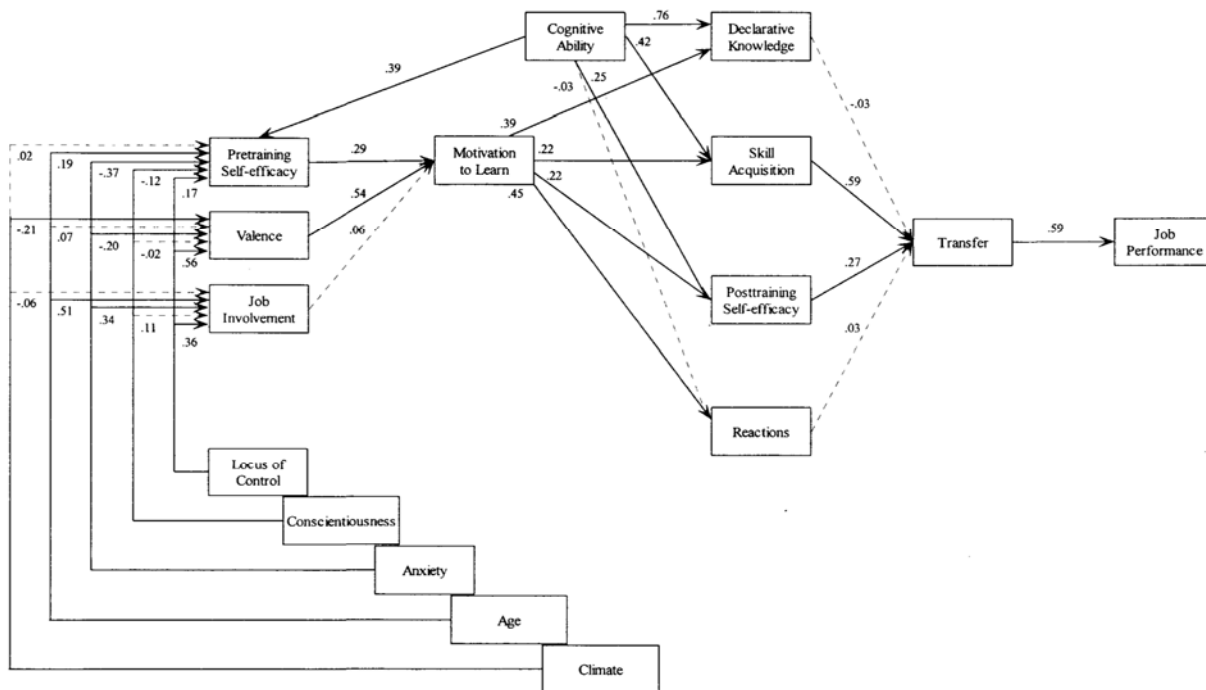 Cognitive
Ability
.76
.42
Declarative
Knowledge
.39
-.03
.25
-.03
.39
.02
.19
-.37
-.12
.17
Pretraining
Self-efficacy
.29
Motivation
to Learn
.22
.22
.45
Skill
Acquisition
.59
-.21
.07
-.20
-.02
.56
Valence
.54
.06
Transfer
.59
Job
Performance
-.06
.51
.34
.11
.36
Job
Involvement
Posttraining
Self-efficacy
.27
.03
Reactions
Locus of
Control
Conscientiousness
Anxiety
Age
Climate